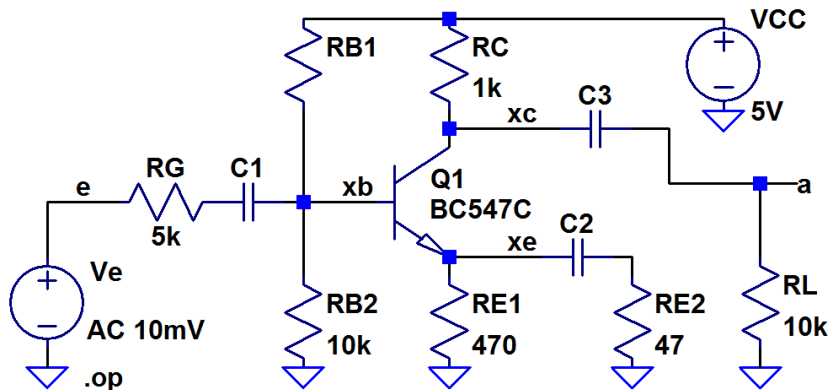 RB1
RC
1k
VCC
5V
C3
xc
e
RG
5k
C1
xb
Q1
BC547C
a
C2
xe
Ve
AC 10mV
RB2
10k
RE1
470
RE2
47
RL
10k
.op